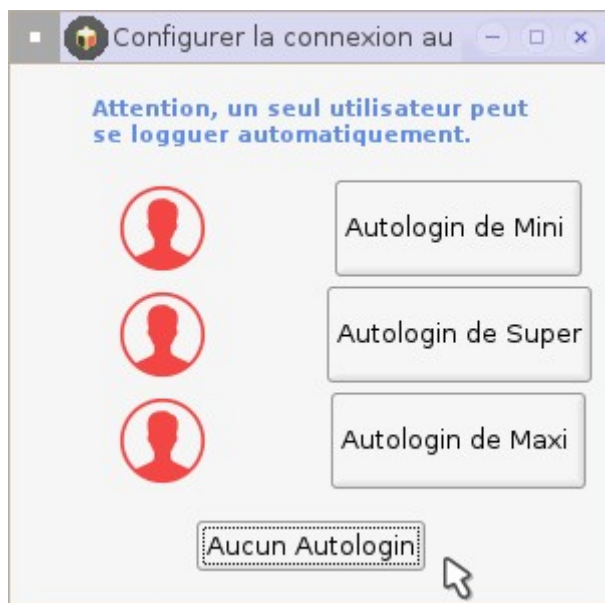 Configurer la connexion au
Attention, un seul utilisateur peut
se logguer automatiquement.
Autologin de Mini
Autologin de Super
Autologin de Maxi
Aucun Autologin